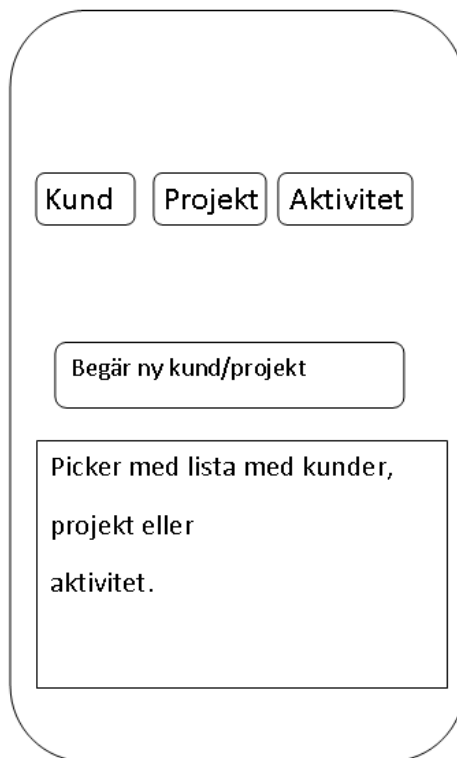 Kund Projekt Aktivitet
Begär ny kund/projekt
Picker med lista med kunder,
projekt eller
aktivitet.